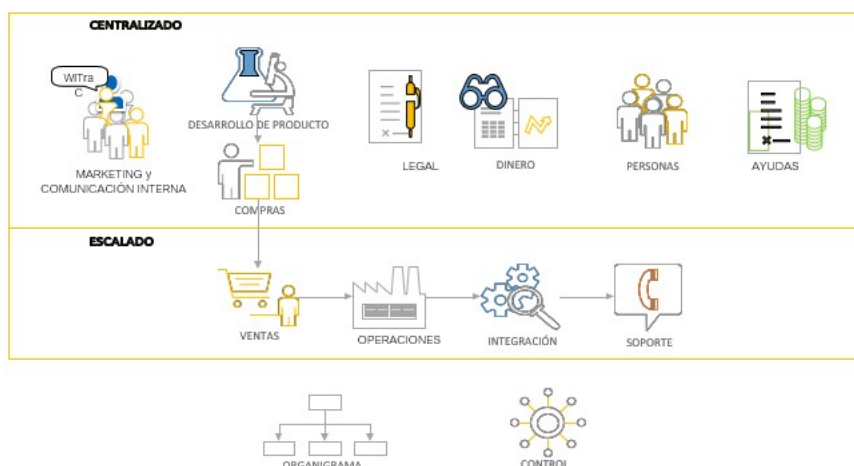 CENTRALIZADO
WITra
C
MARKETING y
COMUNICACIÓN INTERNA
DESARROLLO DE PRODUCTO
COMPRAS
LEGAL
DINERO
PERSONAS
AYUDAS
ESCALADO
VENTAS
OPERACIONES
INTEGRACIÓN
SOPORTE
ORGANIGRAMA
CONTROL